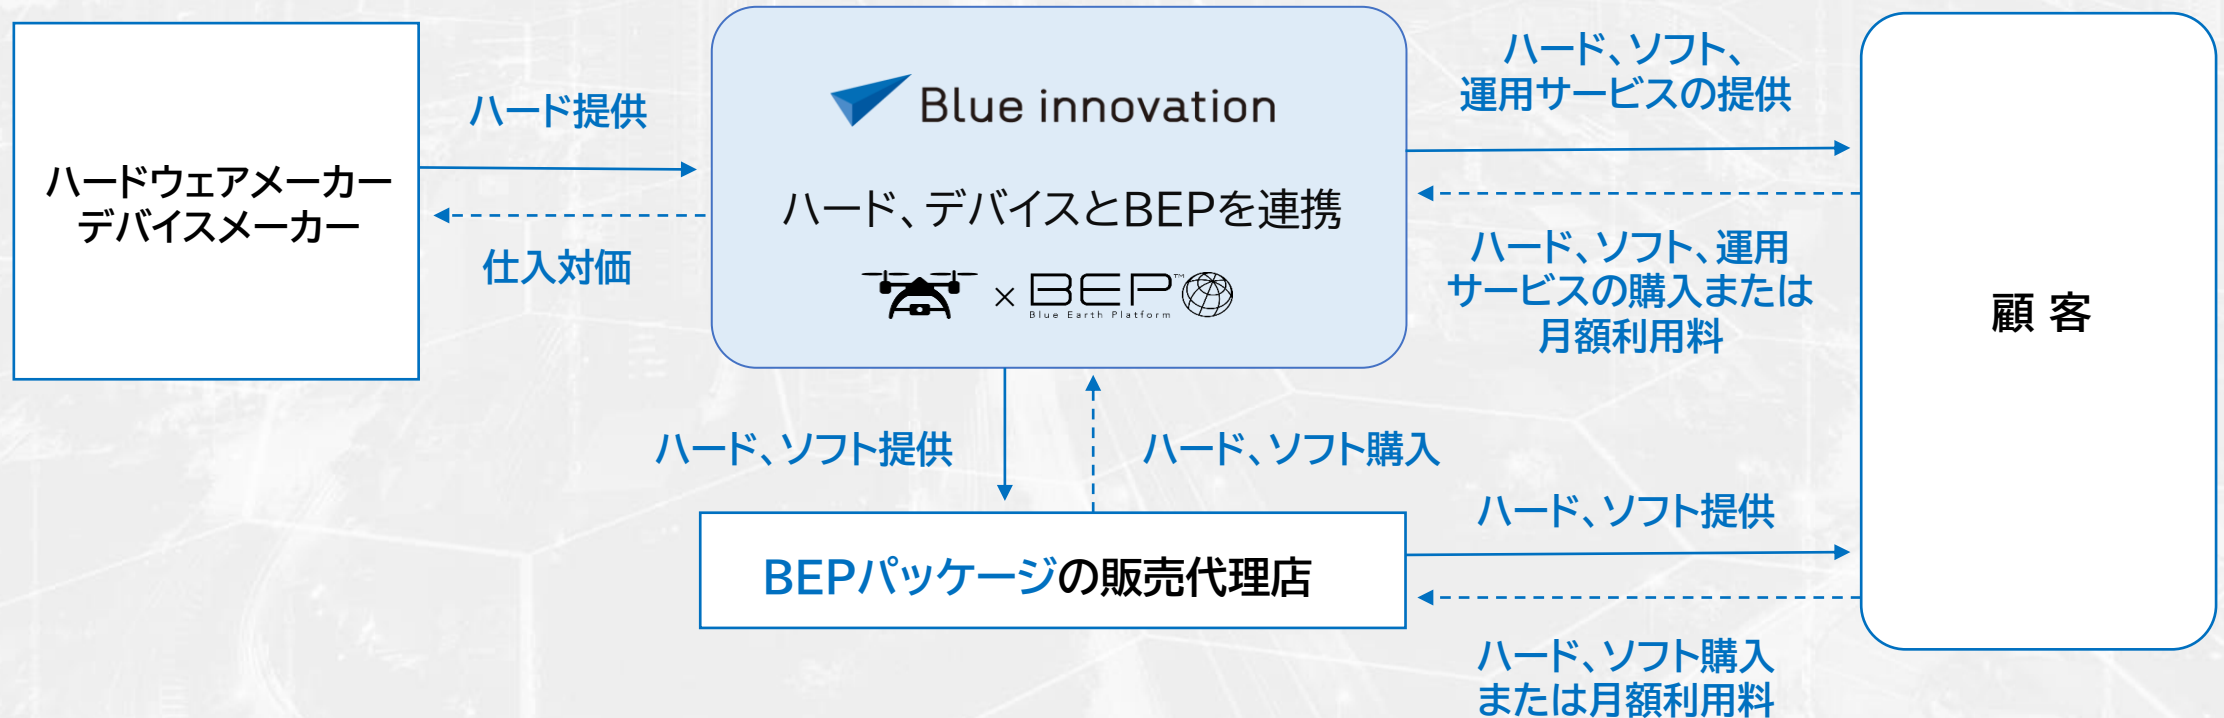 ハードウェアメーカー
デバイスメーカー
ハード提供
仕入対価
Blue innovation
ハード、デバイスとBEPを連携
× BEP™
Blue Earth Platform
ハード、ソフト、
運用サービスの提供
ハード、ソフト、運用
サービスの購入または
月額利用料
顧 客
ハード、ソフト提供
ハード、ソフト購入
BEPパッケージの販売代理店
ハード、ソフト提供
ハード、ソフト購入
または月額利用料